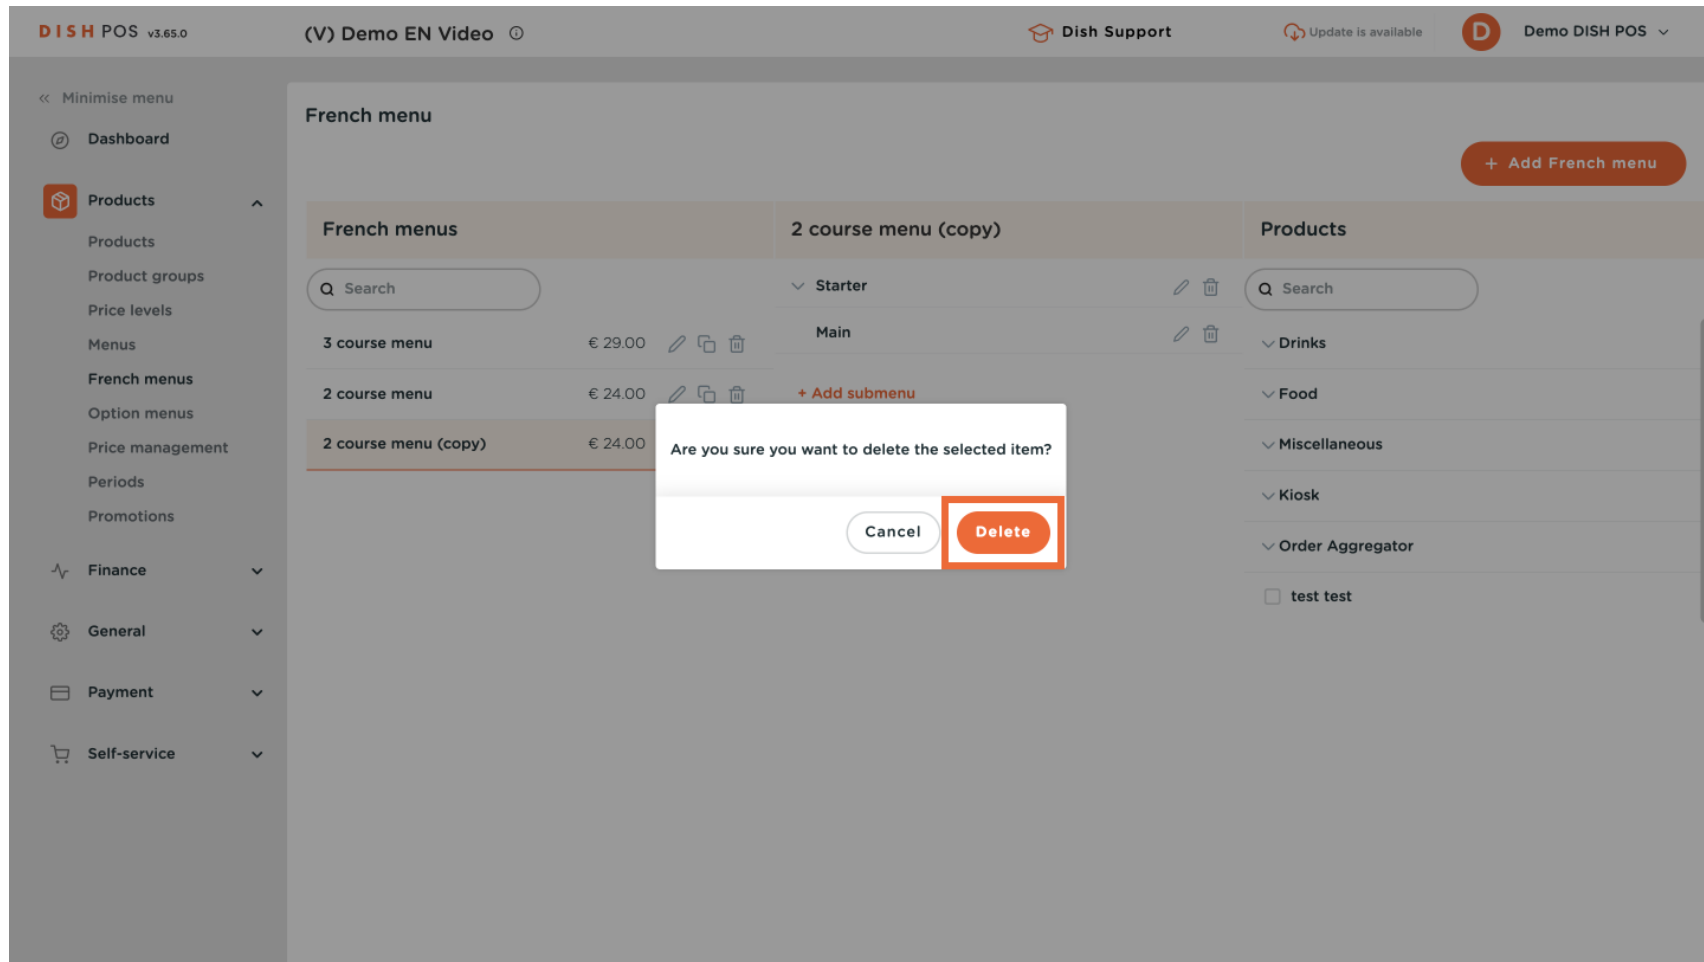 DISH POS v3.65.0
(V) Demo EN Video
Dish Support
Update is available
D
Demo DISH POS
Minimise menu
Dashboard
Products
Products
Product groups
Price levels
Menus
French menus
Option menus
Price management
Periods
Promotions
Finance
General
Payment
Self-service
French menu
+ Add French menu
French menus
Search
3 course menu € 29.00
2 course menu € 24.00
2 course menu (copy) € 24.00
2 course menu (copy)
Starter
Main
+ Add submenu
Products
Search
Drinks
Food
Miscellaneous
Kiosk
Order Aggregator
test test
Are you sure you want to delete the selected item?
Cancel
Delete